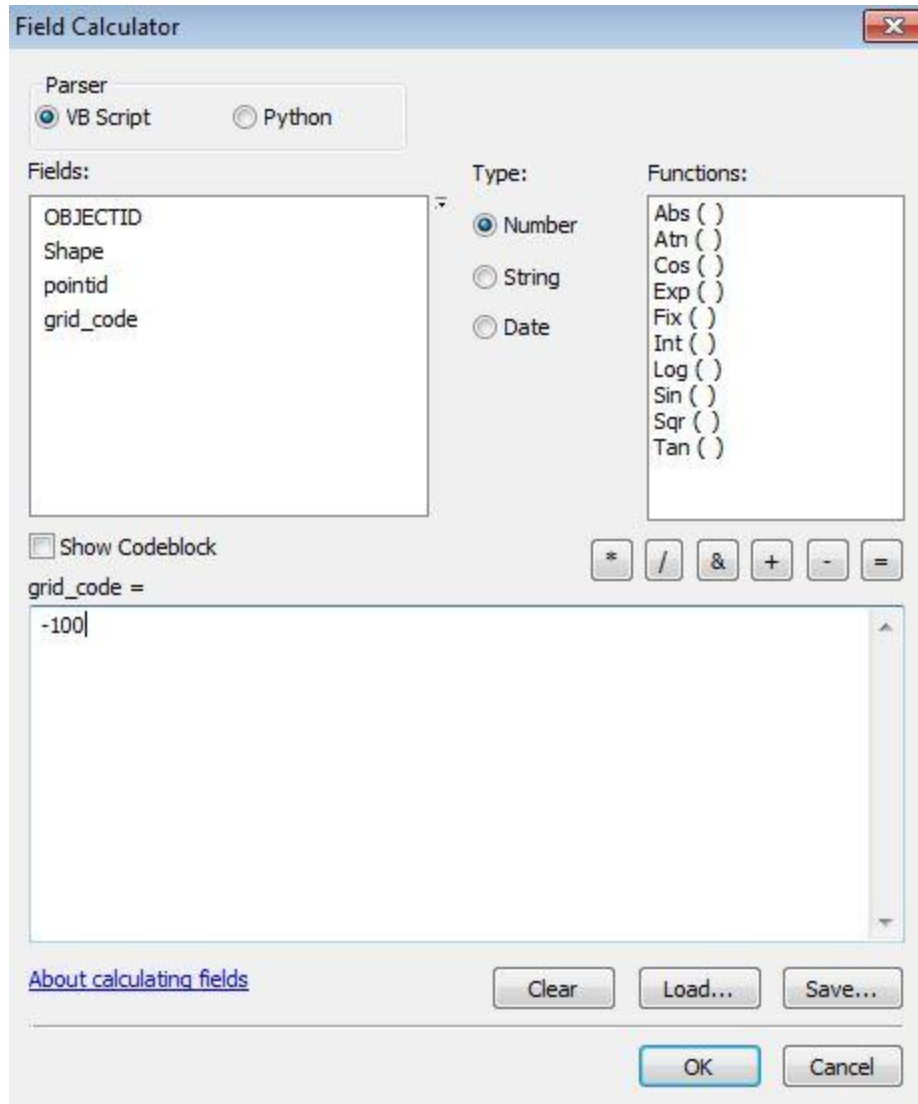 Field Calculator
Parser
VB Script
Python
Fields:
OBJECTID
Shape
pointid
grid_code
Type:
Number
String
Date
Functions:
Abs ( )
Atn ( )
Cos ( )
Exp ( )
Fix ( )
Int ( )
Log ( )
Sin ( )
Sqr ( )
Tan ( )
Show Codeblock
* / & + - =
grid_code =
-100
About calculating fields
Clear
Load...
Save...
OK
Cancel